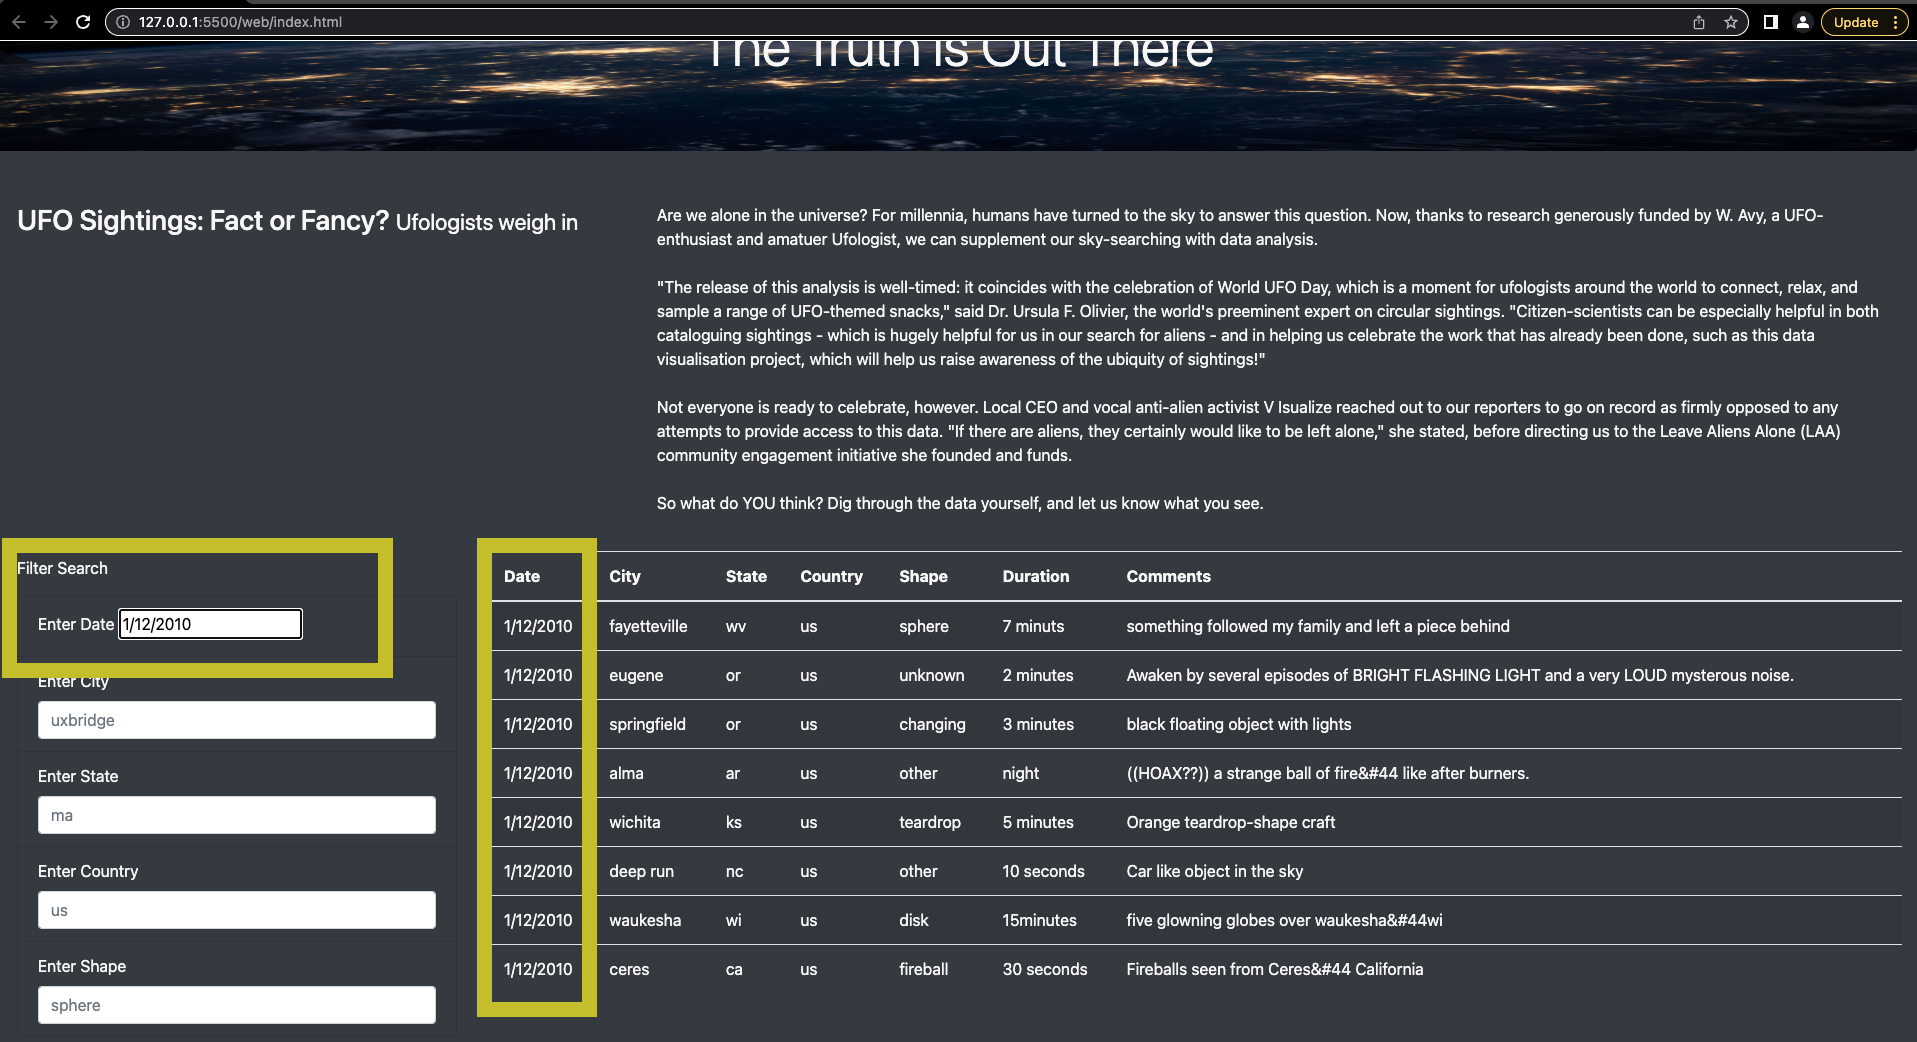 127.0.0.1:5500/web/index.html
Update
The Truth Is Out There
UFO Sightings: Fact or Fancy? Ufologists weigh in
Are we alone in the universe? For millennia, humans have turned to the sky to answer this question. Now, thanks to research generously funded by W. Avy, a UFO-
enthusiast and amatuer Ufologist, we can supplement our sky-searching with data analysis.
"The release of this analysis is well-timed: it coincides with the celebration of World UFO Day, which is a moment for ufologists around the world to connect, relax, and
sample a range of UFO-themed snacks," said Dr. Ursula F. Olivier, the world's preeminent expert on circular sightings. "Citizen-scientists can be especially helpful in both
cataloguing sightings - which is hugely helpful for us in our search for aliens - and in helping us celebrate the work that has already been done, such as this data
visualisation project, which will help us raise awareness of the ubiquity of sightings!"
Not everyone is ready to celebrate, however. Local CEO and vocal anti-alien activist V Isualize reached out to our reporters to go on record as firmly opposed to any
attempts to provide access to this data. "If there are aliens, they certainly would like to be left alone," she stated, before directing us to the Leave Aliens Alone (LAA)
community engagement initiative she founded and funds.
So what do YOU think? Dig through the data yourself, and let us know what you see.
Filter Search
Enter Date 1/12/2010
Enter City
uxbridge
Enter State
ma
Enter Country
us
Enter Shape
sphere
Date City State Country Shape Duration Comments
1/12/2010 fayetteville wv us sphere 7 minuts something followed my family and left a piece behind
1/12/2010 eugene or us unknown 2 minutes Awaken by several episodes of BRIGHT FLASHING LIGHT and a very LOUD mysterous noise.
1/12/2010 springfield or us changing 3 minutes black floating object with lights
1/12/2010 alma ar us other night ((HOAX??)) a strange ball of fire&#44 like after burners.
1/12/2010 wichita ks us teardrop 5 minutes Orange teardrop-shape craft
1/12/2010 deep run nc us other 10 seconds Car like object in the sky
1/12/2010 waukesha wi us disk 15minutes five glowning globes over waukesha&#44wi
1/12/2010 ceres ca us fireball 30 seconds Fireballs seen from Ceres&#44 California